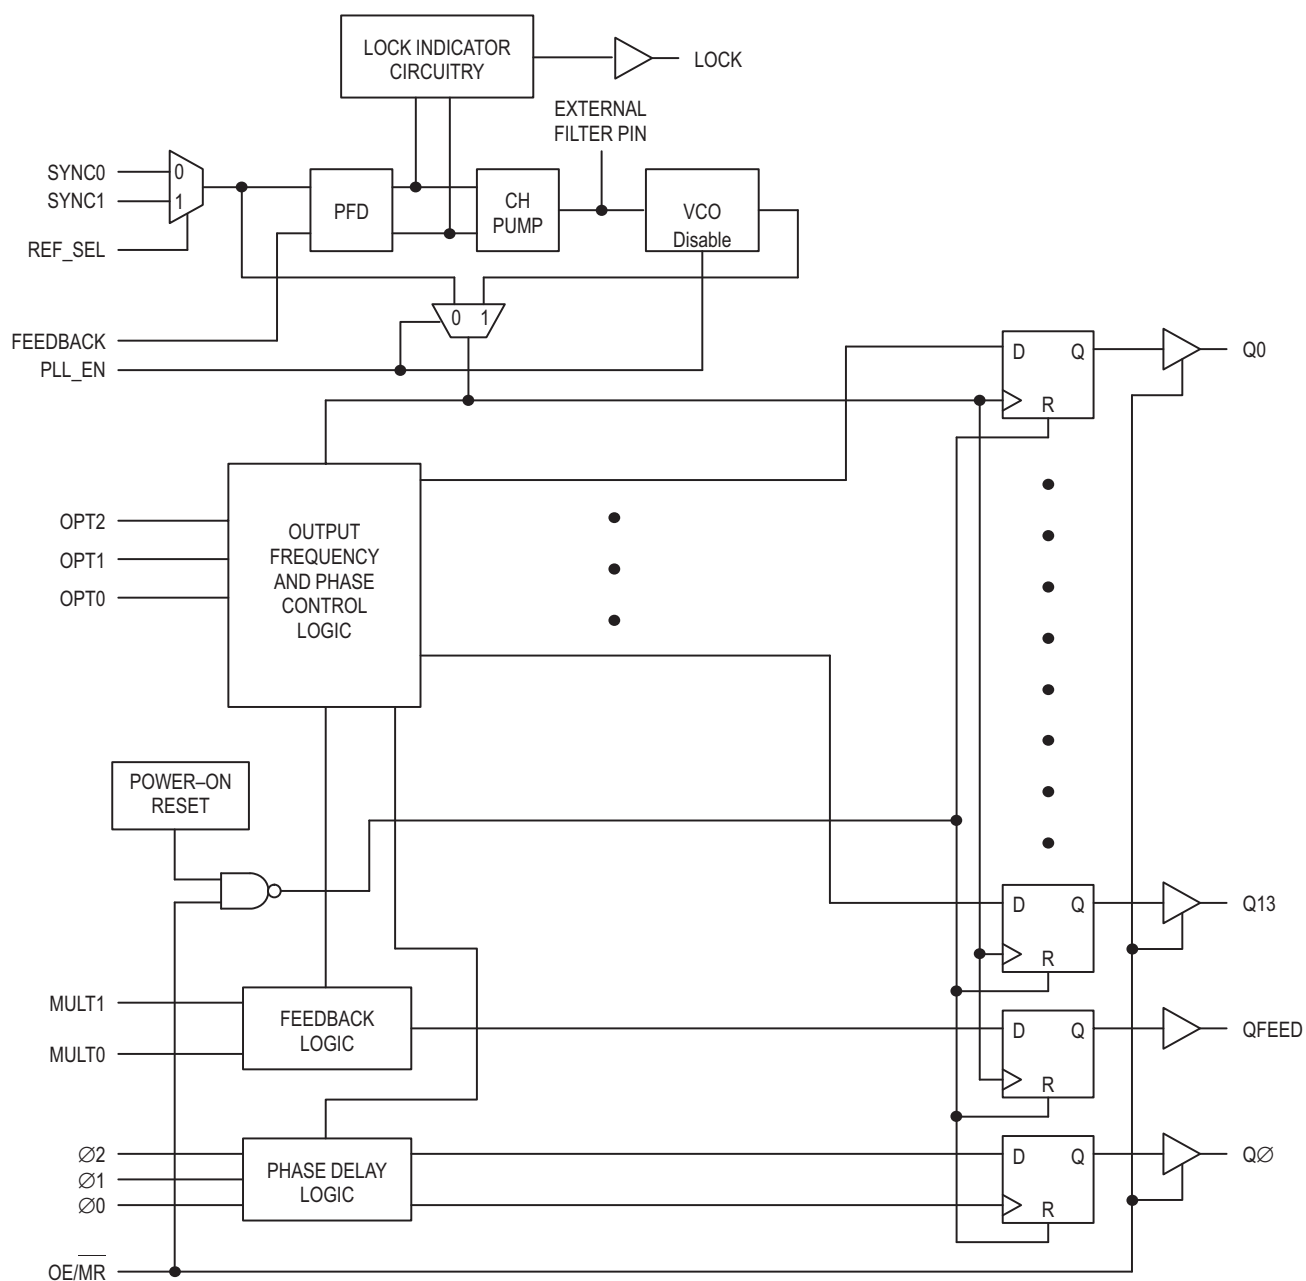 LOCK INDICATOR
CIRCUITRY
LOCK
EXTERNAL
FILTER PIN
SYNC0
SYNC1
0
1
REF_SEL
PFD
CH
PUMP
VCO
Disable
FEEDBACK
PLL_EN
0 1
D Q
R
Q0
OPT2
OPT1
OPT0
OUTPUT
FREQUENCY
AND PHASE
CONTROL
LOGIC
POWER–ON
RESET
D Q
R
Q13
MULT1
MULT0
FEEDBACK
LOGIC
D Q
R
QFEED
∅2
∅1
∅0
PHASE DELAY
LOGIC
D Q
R
Q∅
OE/M̅R̅